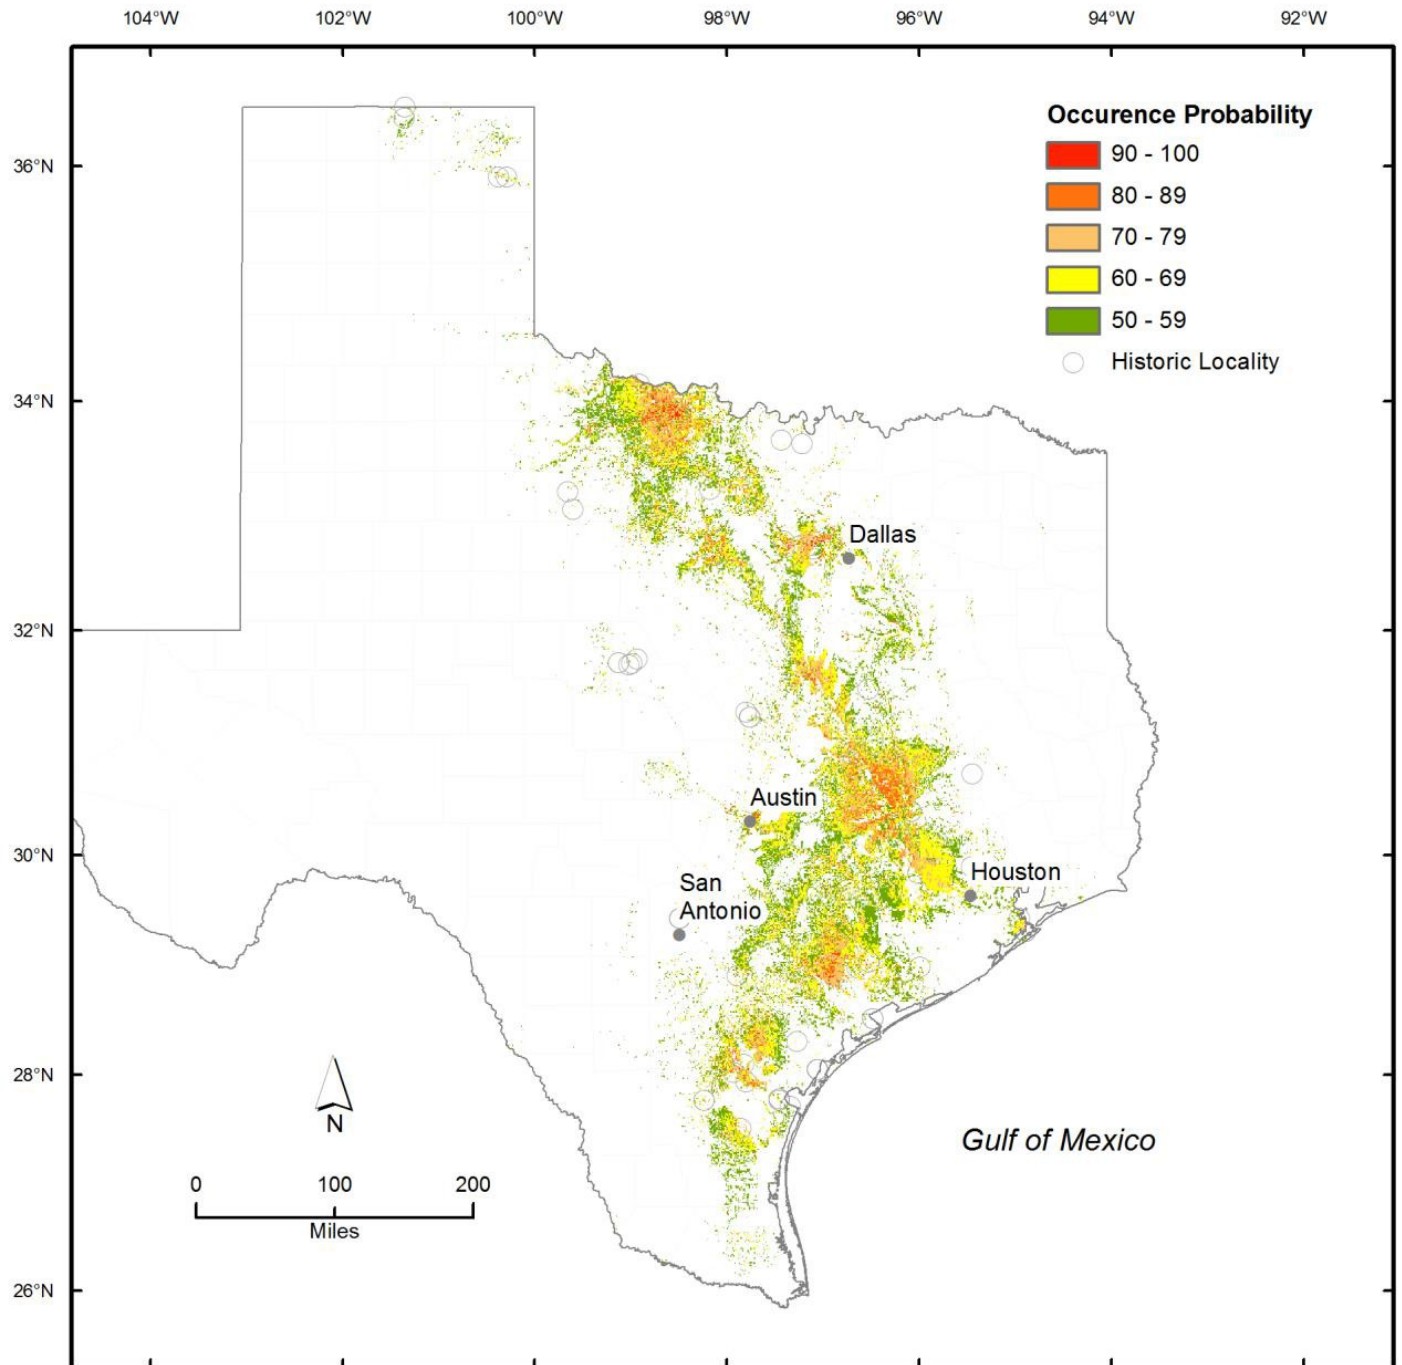 104°W 102°W 100°W 98°W 96°W 94°W 92°W
36°N
34°N
32°N
30°N
28°N
26°N
Occurence Probability
90 - 100
80 - 89
70 - 79
60 - 69
50 - 59
Historic Locality
Dallas
Austin
Houston
San
Antonio
Gulf of Mexico
N
0 100 200
Miles